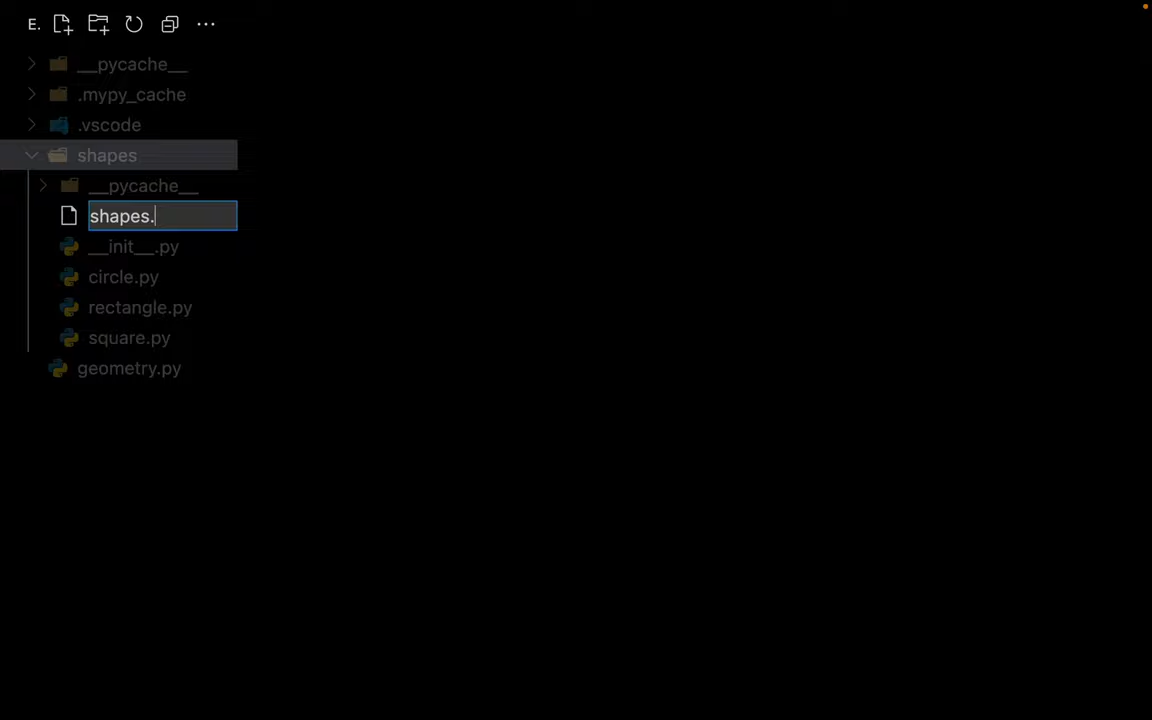 E.
__pycache__
.mypy_cache
.vscode
shapes
__pycache__
shapes.
__init__.py
circle.py
rectangle.py
square.py
geometry.py